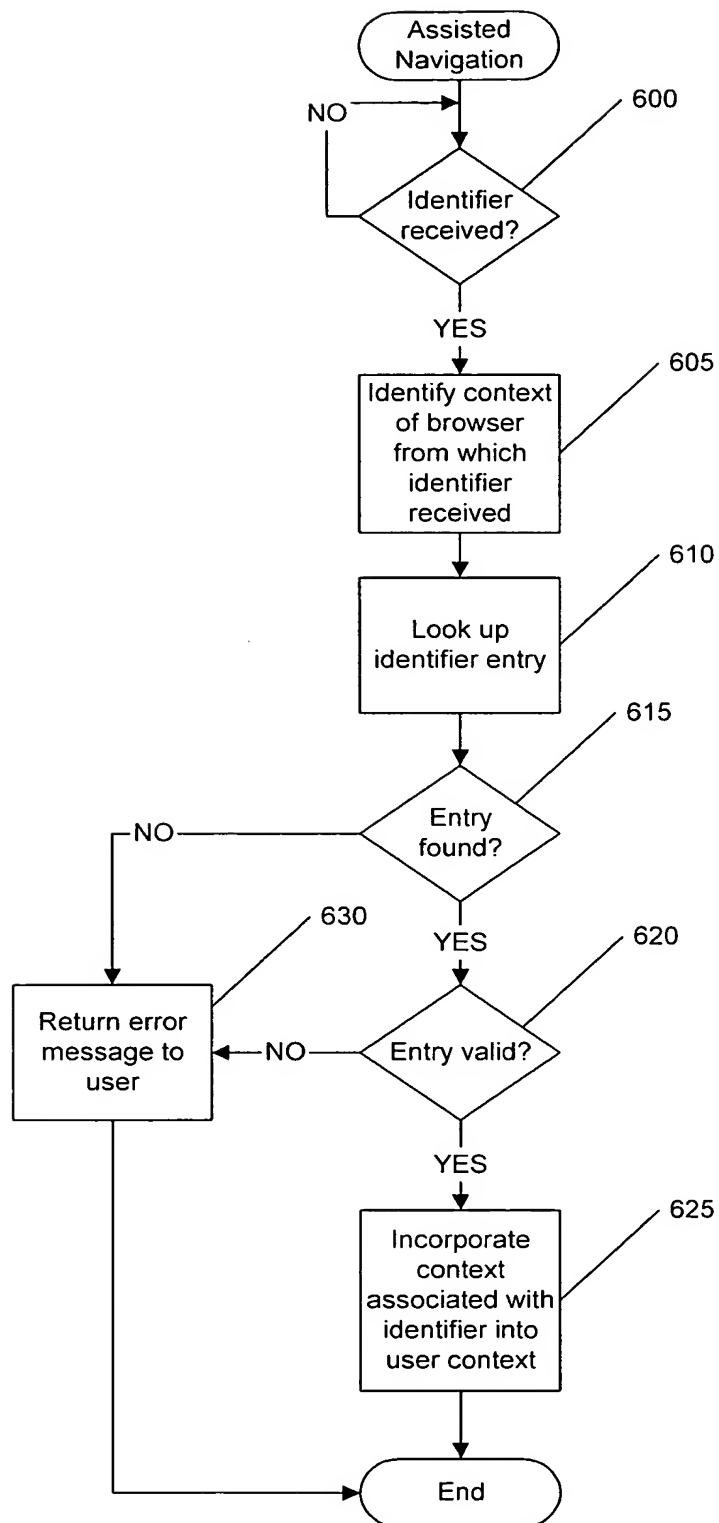 Assisted
Navigation
NO
600
Identifier
received?
YES
605
Identify context
of browser
from which
identifier
received
610
Look up
identifier entry
615
Entry
found?
NO
YES
630
620
Return error
message to
user
NO
Entry valid?
YES
625
Incorporate
context
associated with
identifier into
user context
End